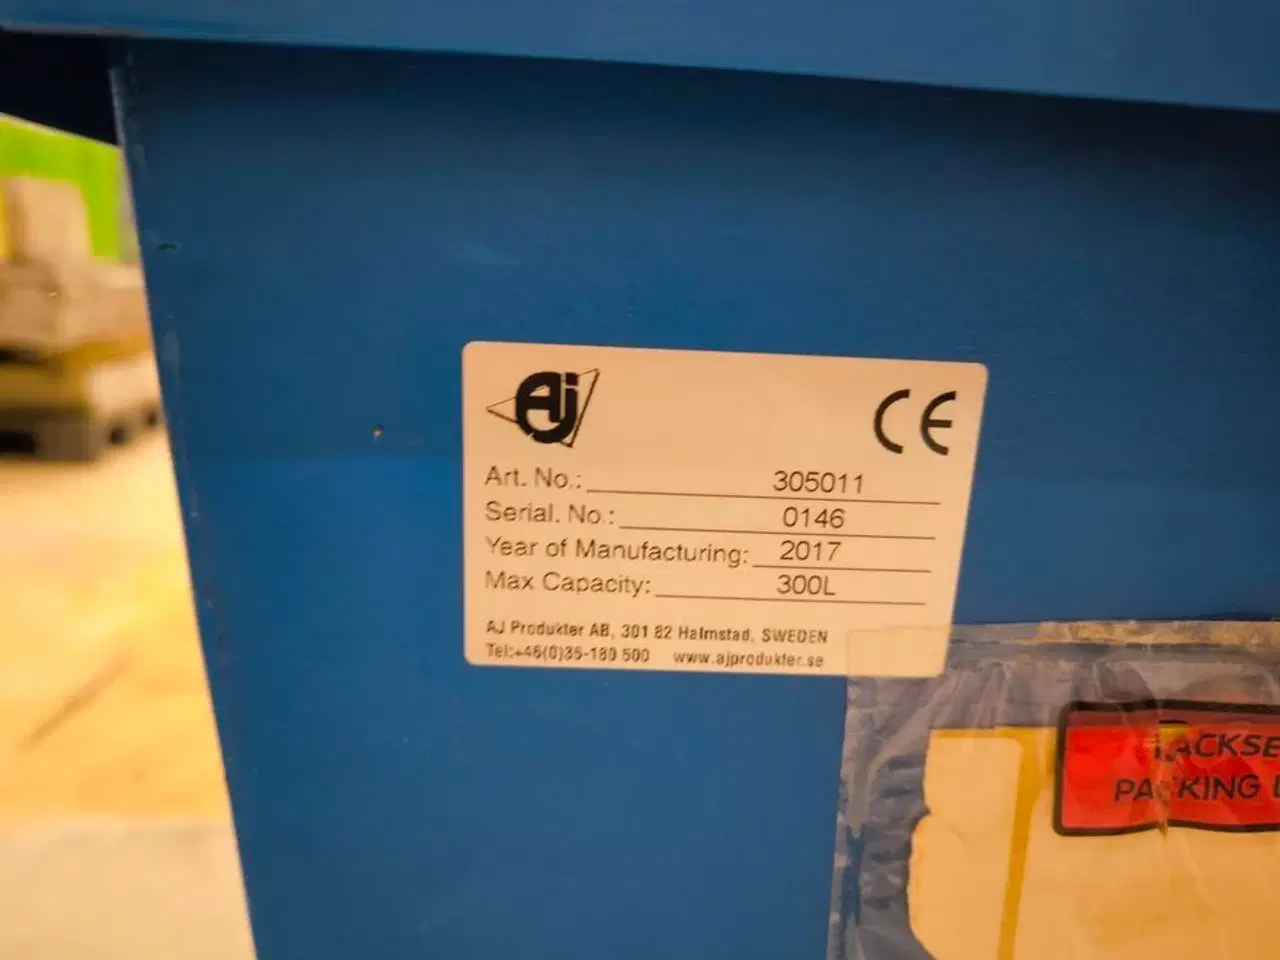 AJ
CE
Art. No.: 305011
Serial. No.: 0146
Year of Manufacturing: 2017
Max Capacity: 300L
AJ Produkter AB, 301 82 Halmstad, SWEDEN
Tel:+46(0)35-180 500 www.ajprodukter.se
PACKSE
PACKING